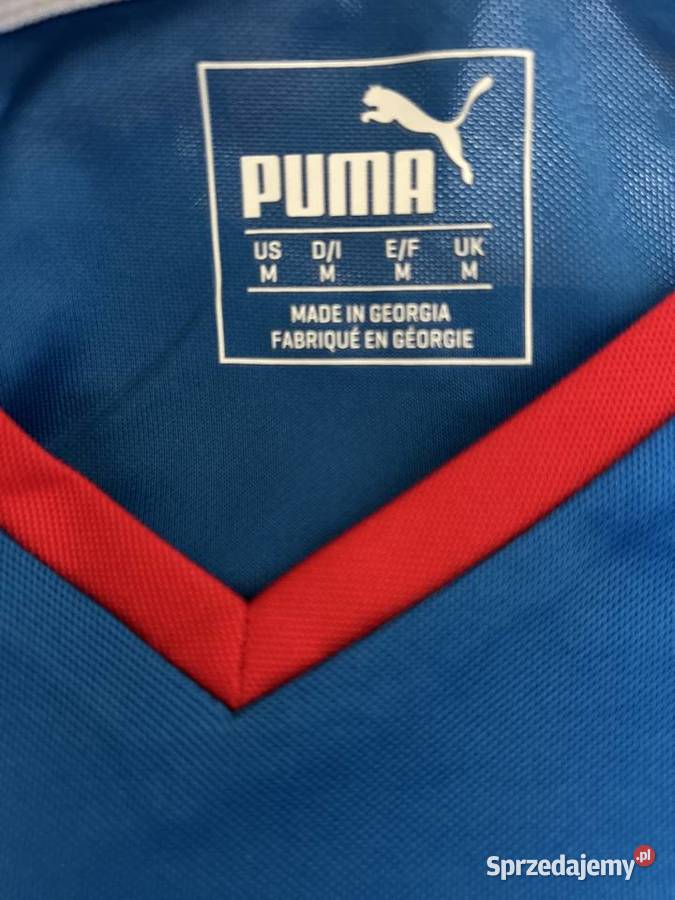 PUMA
US D/I E/F UK
M M M M
MADE IN GEORGIA
FABRIQUÉ EN GÉORGIE
Sprzedajemy.pl